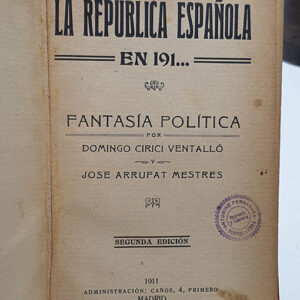 LA REPÚBLICA ESPAÑOLA
EN 191...
FANTASÍA POLÍTICA
POR
DOMINGO CIRICI VENTALLÓ
Y
JOSE ARRUFAT MESTRES
SEGUNDA EDICIÓN
1911
ADMINISTRACIÓN: CAÑOS, 4, PRIMERO
MADRID